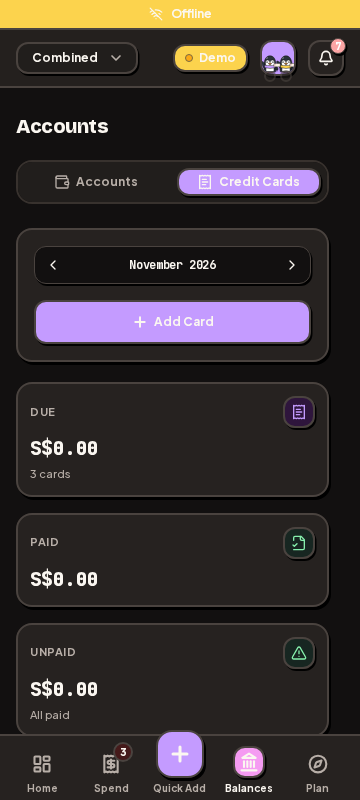 Offline
Combined
Demo
7
Accounts
Accounts
Credit Cards
November 2026
Add Card
DUE
S$0.00
3 cards
PAID
S$0.00
UNPAID
S$0.00
All paid
3
Home
Spend
Quick Add
Balances
Plan